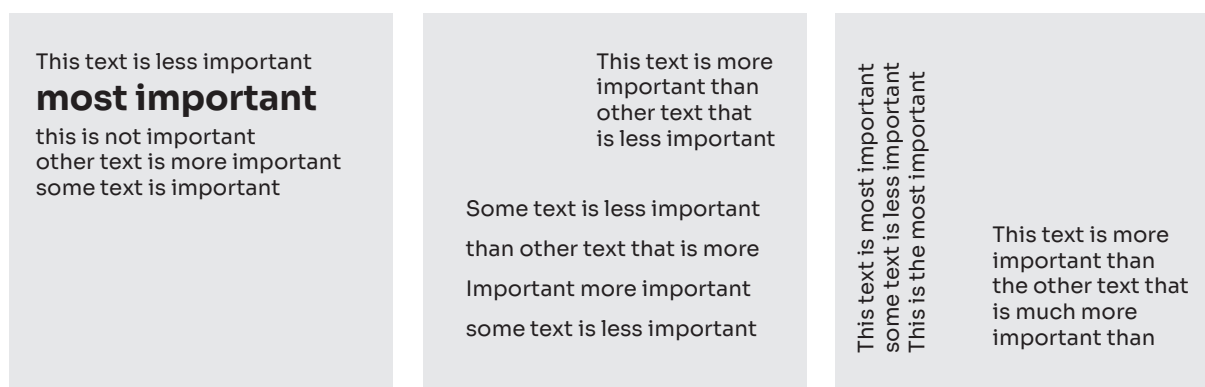 This text is less important
most important
this is not important
other text is more important
some text is important
This text is more
important than
other text that
is less important
Some text is less important
than other text that is more
Important more important
some text is less important
This text is most important
some text is less important
This is the most important
This text is more
important than
the other text that
is much more
important than